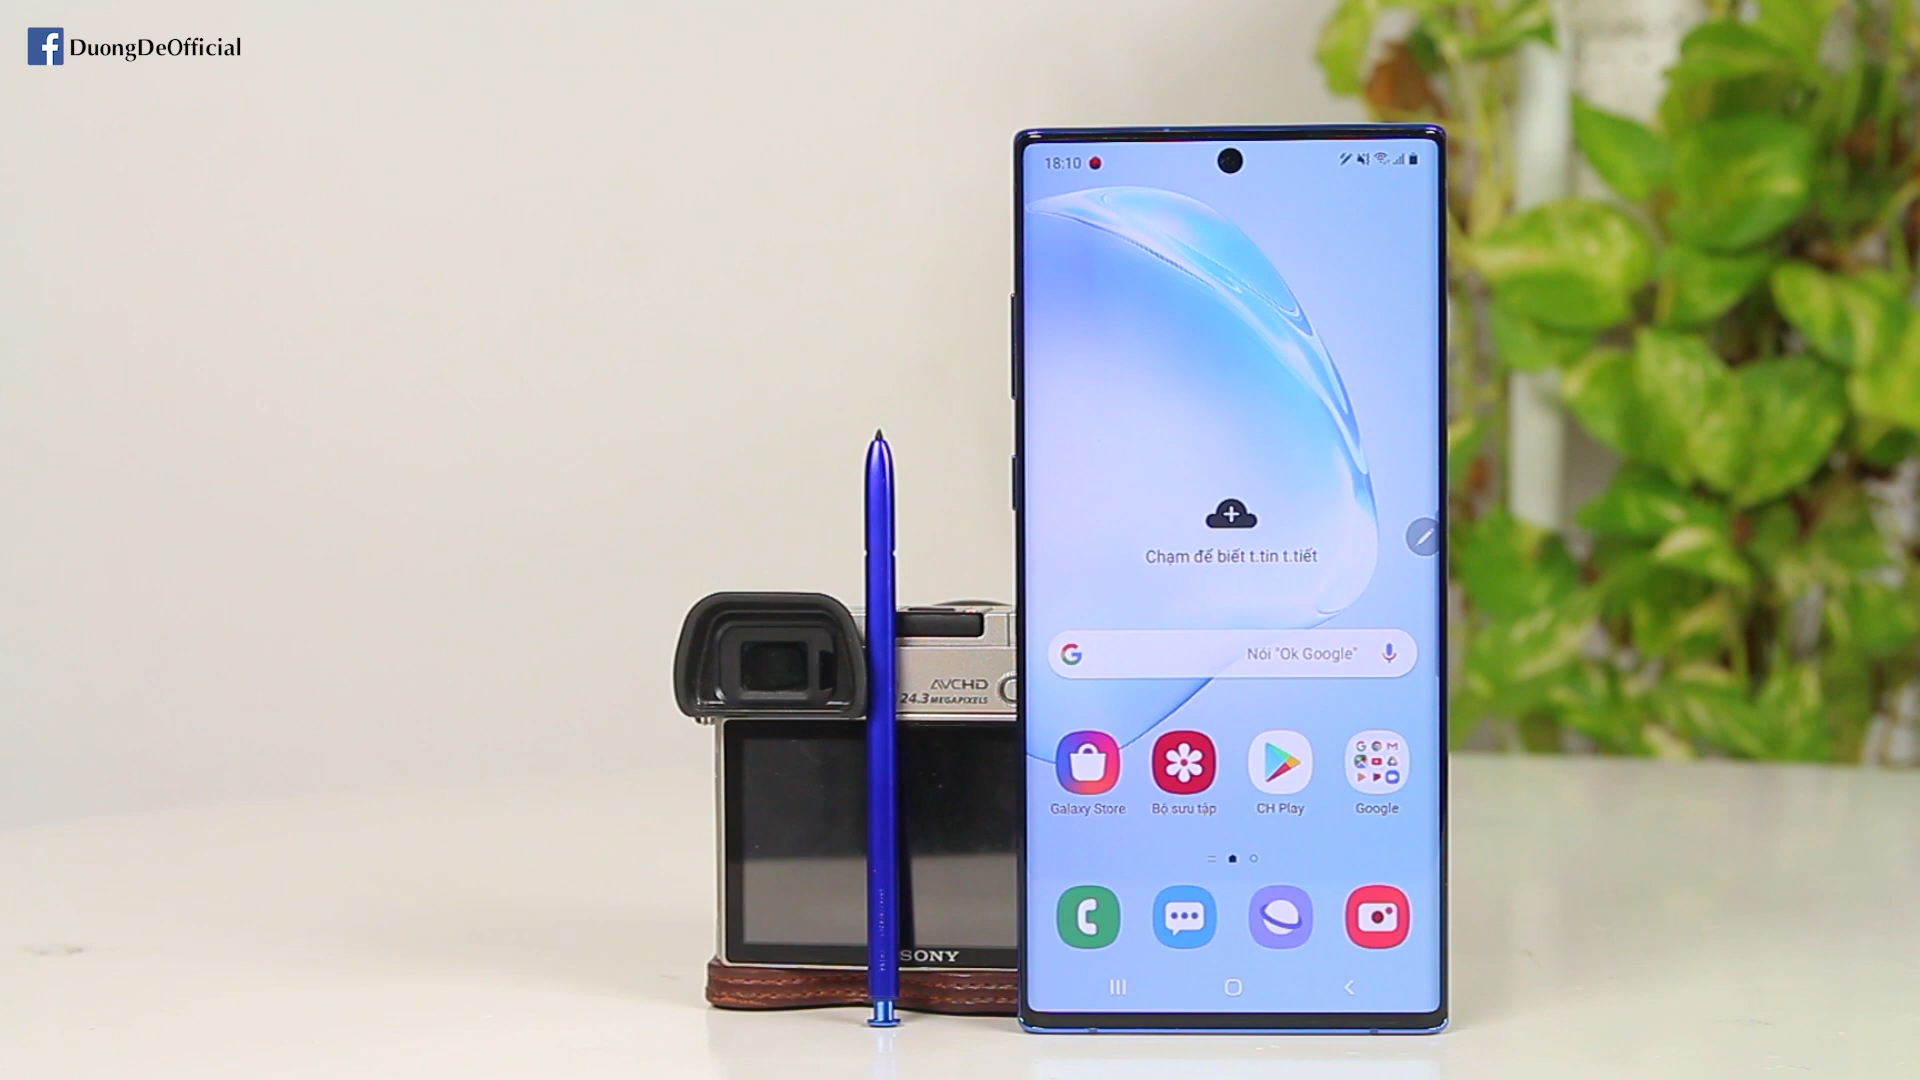 DuongDeOfficial
18:10
Chạm để biết t.tin t.tiết
Nói "Ok Google"
Galaxy Store
Bộ sưu tập
CH Play
Google
AVCHD
24.3 MEGAPIXELS
SONY